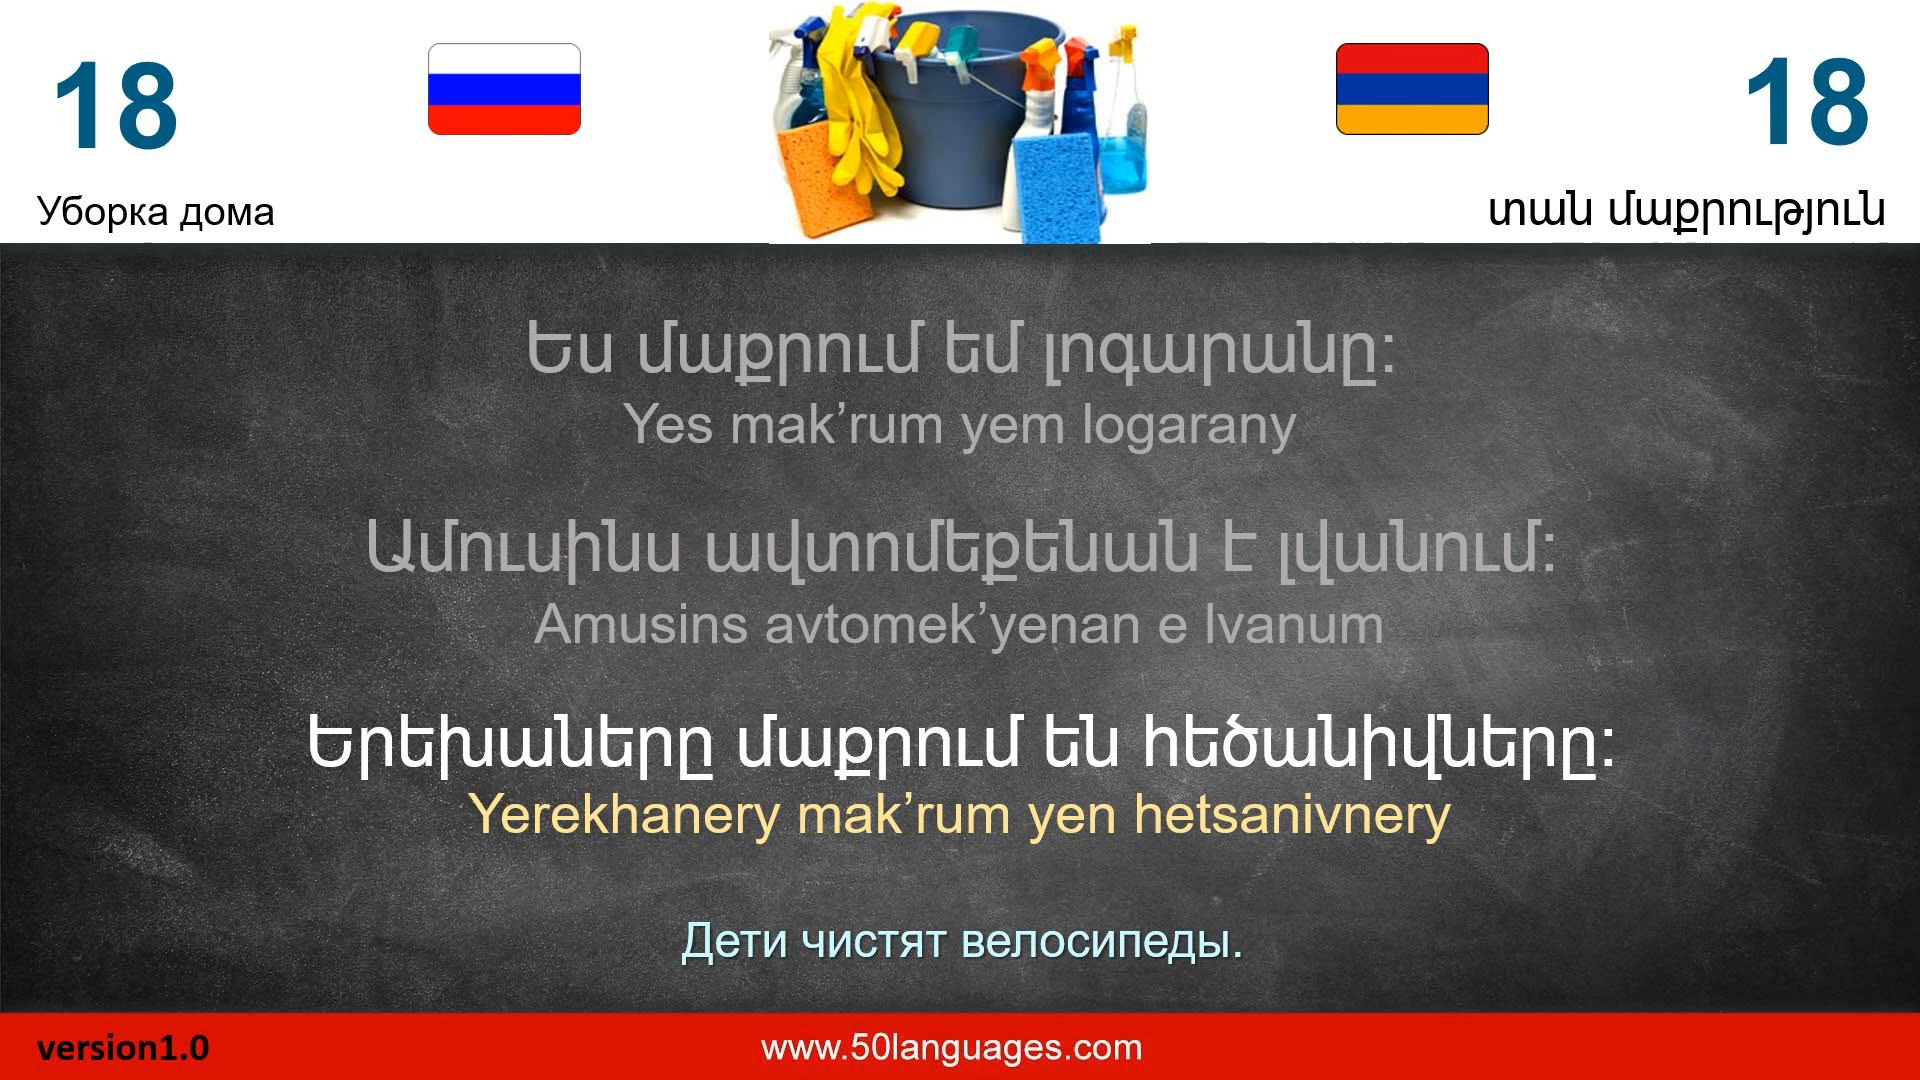 18
18
Уборка дома
տան մաքրություն
Ես մաքրում եմ լոգարանը:
Yes mak’rum yem logarany
Ամուսինս ավտոմեքենան է լվանում:
Amusins avtomek’yenan e lvanum
Երեխաները մաքրում են հեծանիվները:
Yerekhanery mak’rum yen hetsanivnery
Дети чистят велосипеды.
version1.0
www.50languages.com